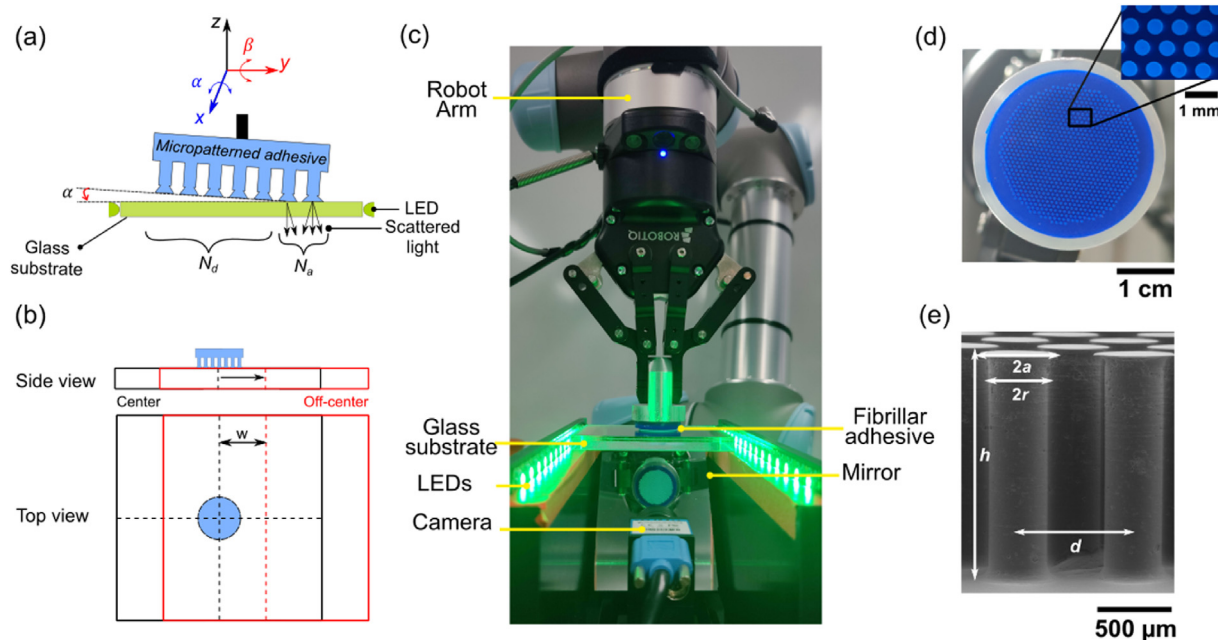 (a)
z
β
y
α
x
Micropatterned adhesive
α
LED
Scattered
light
Glass
substrate
N_d
N_a
(b)
Side view
Center
Off-center
w
Top view
(c)
Robot
Arm
ROBOTIQ
Glass
substrate
LEDs
Camera
Fibrillar
adhesive
Mirror
(d)
1 mm
1 cm
(e)
2a
2r
h
d
500 μm